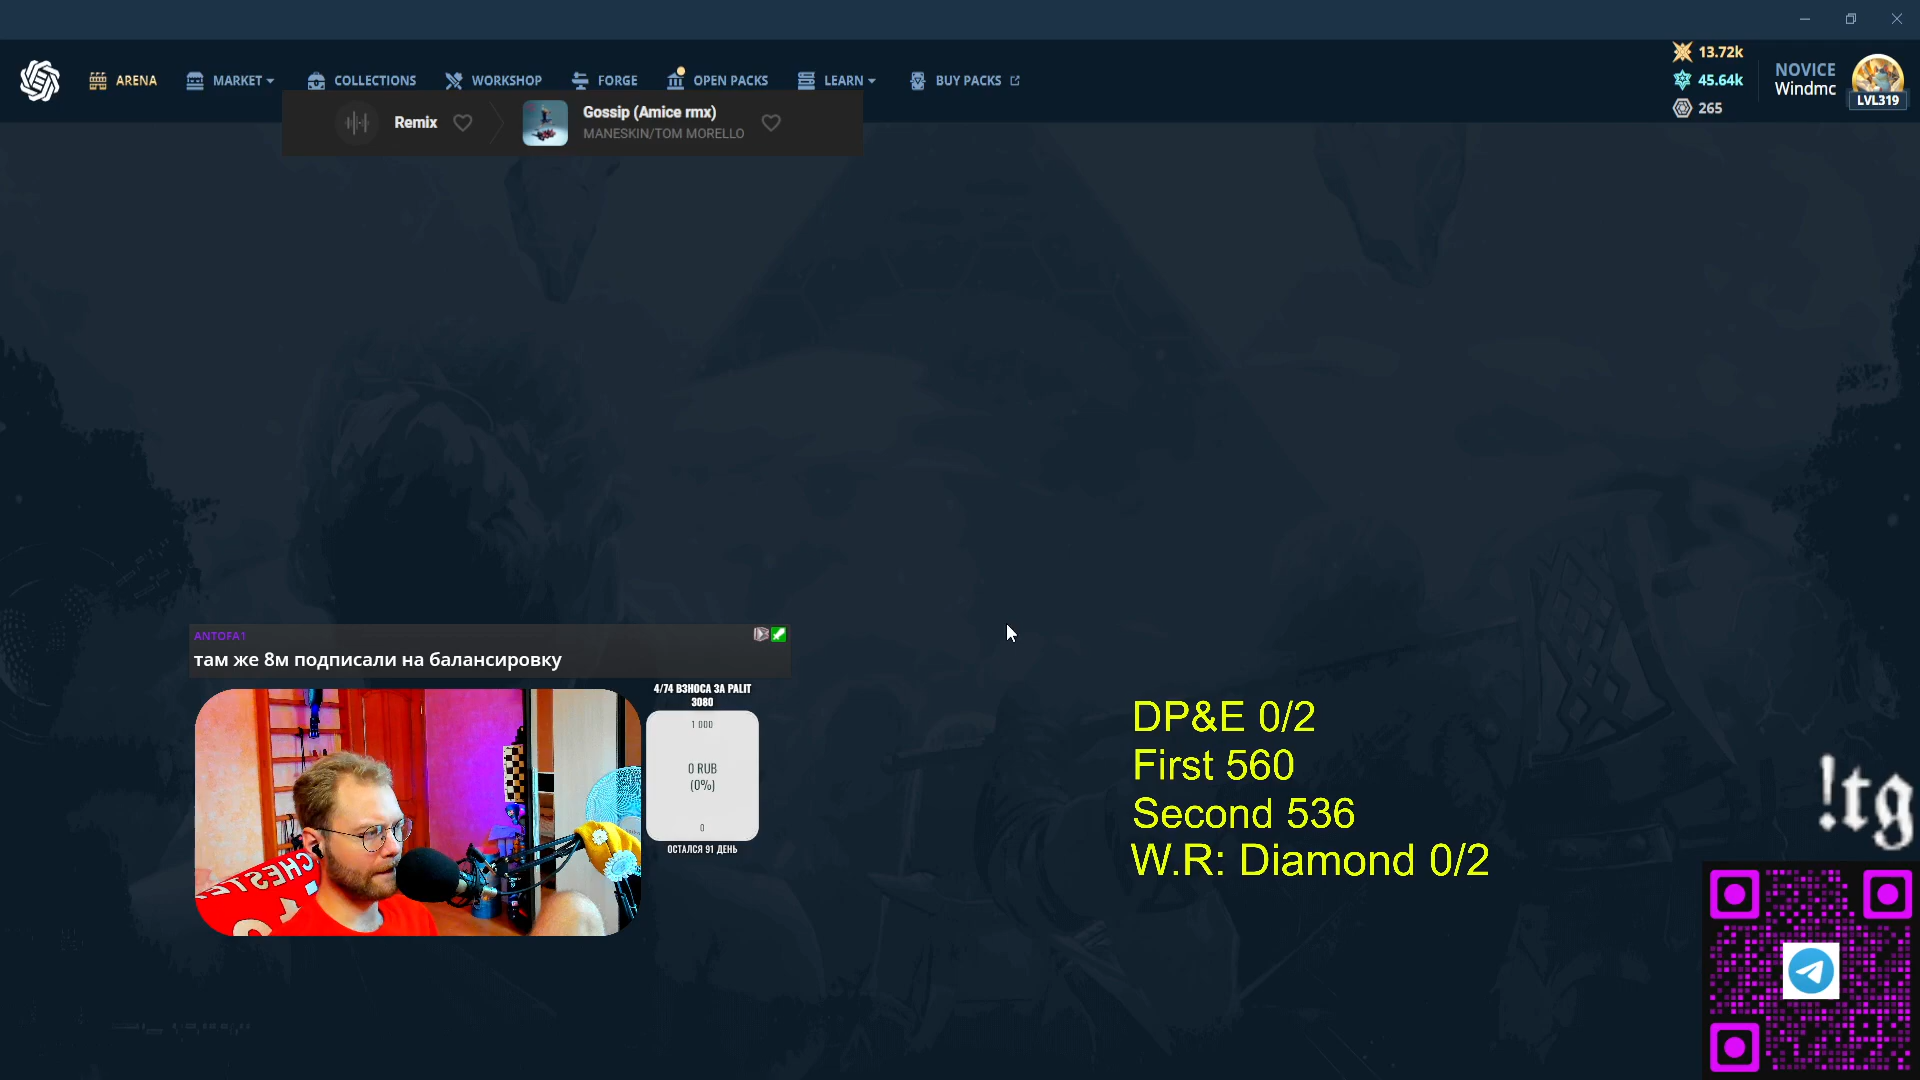 ARENA
MARKET
COLLECTIONS
WORKSHOP
FORGE
OPEN PACKS
LEARN
BUY PACKS
13.72k
45.64k
265
NOVICE
Windmc
LVL319
Remix
Gossip (Amice rmx)
MANESKIN/TOM MORELLO
ANTOFA1
там же 8м подписали на балансировку
4/74 ВЗНОСА ЗА PALIT
3080
1 000
0 RUB
(0%)
0
ОСТАЛСЯ 91 ДЕНЬ
DP&E 0/2
First 560
Second 536
W.R: Diamond 0/2
!tg